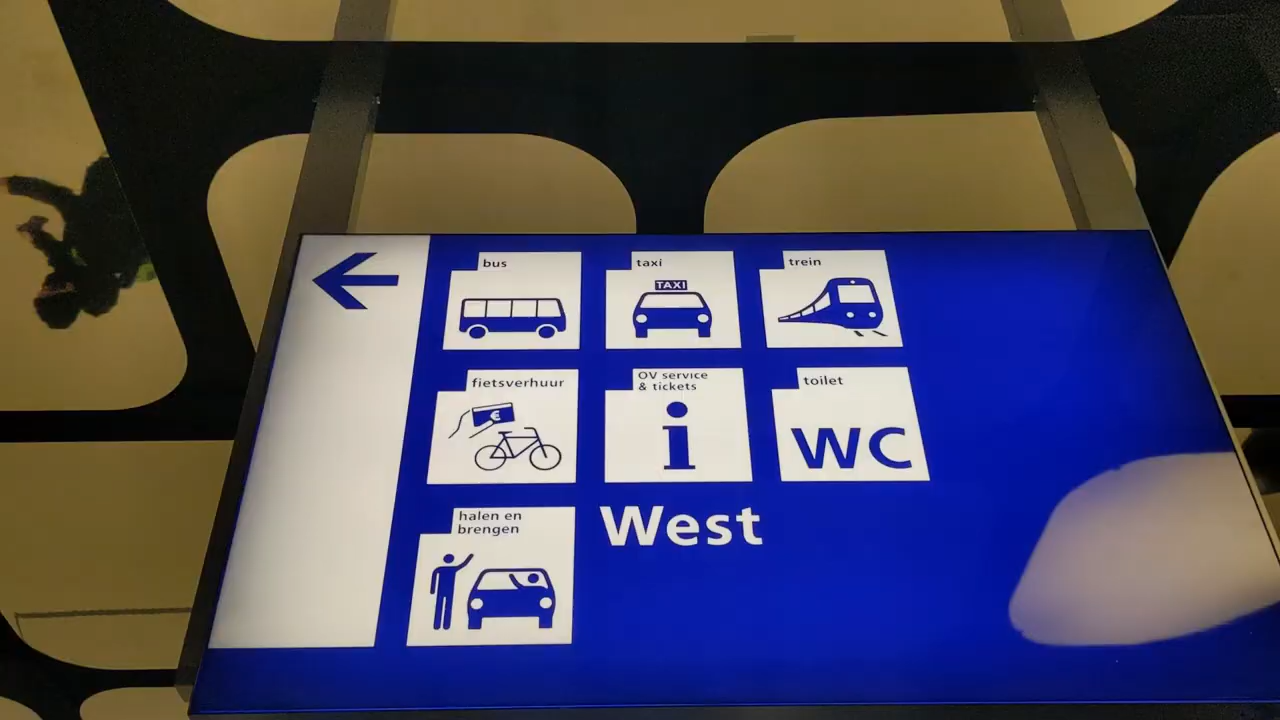 bus
taxi
TAXI
trein
fietsverhuur
€
OV service
& tickets
i
toilet
WC
halen en
brengen
West